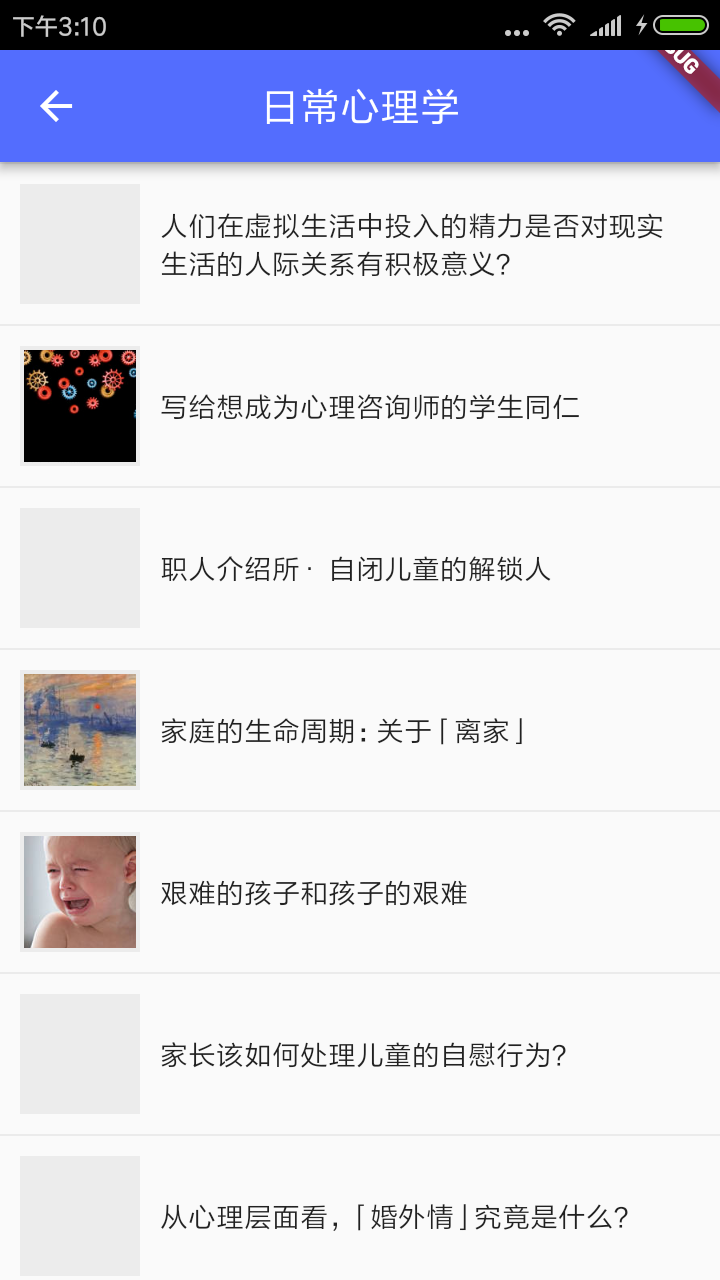 下午3:10
UG
日常心理学
人们在虚拟生活中投入的精力是否对现实
生活的人际关系有积极意义?
写给想成为心理咨询师的学生同仁
职人介绍所· 自闭儿童的解锁人
家庭的生命周期: 关于「离家」
艰难的孩子和孩子的艰难
家长该如何处理儿童的自慰行为?
从心理层面看,「婚外情」究竟是什么?